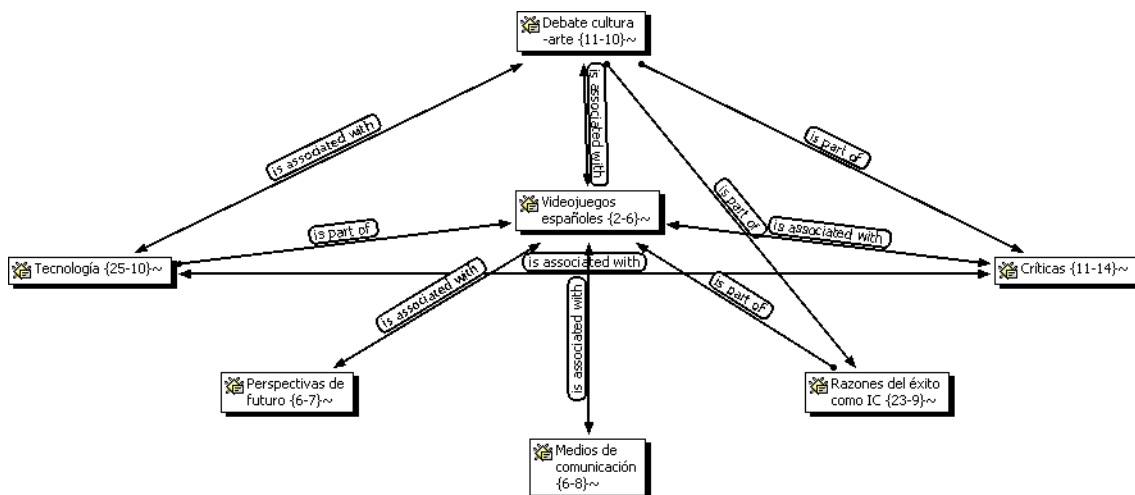 Debate cultura
-arte {11-10}~
is associated with
is associated with
is part of
Videojuegos
españoles {2-6}~
is part of
is part of
is associated with
Tecnología {25-10}~
is associated with
Críticas {11-14}~
is associated with
is associated with
is part of
Perspectivas de
futuro {6-7}~
Razones del éxito
como IC {23-9}~
Medios de
comunicación
{6-8}~